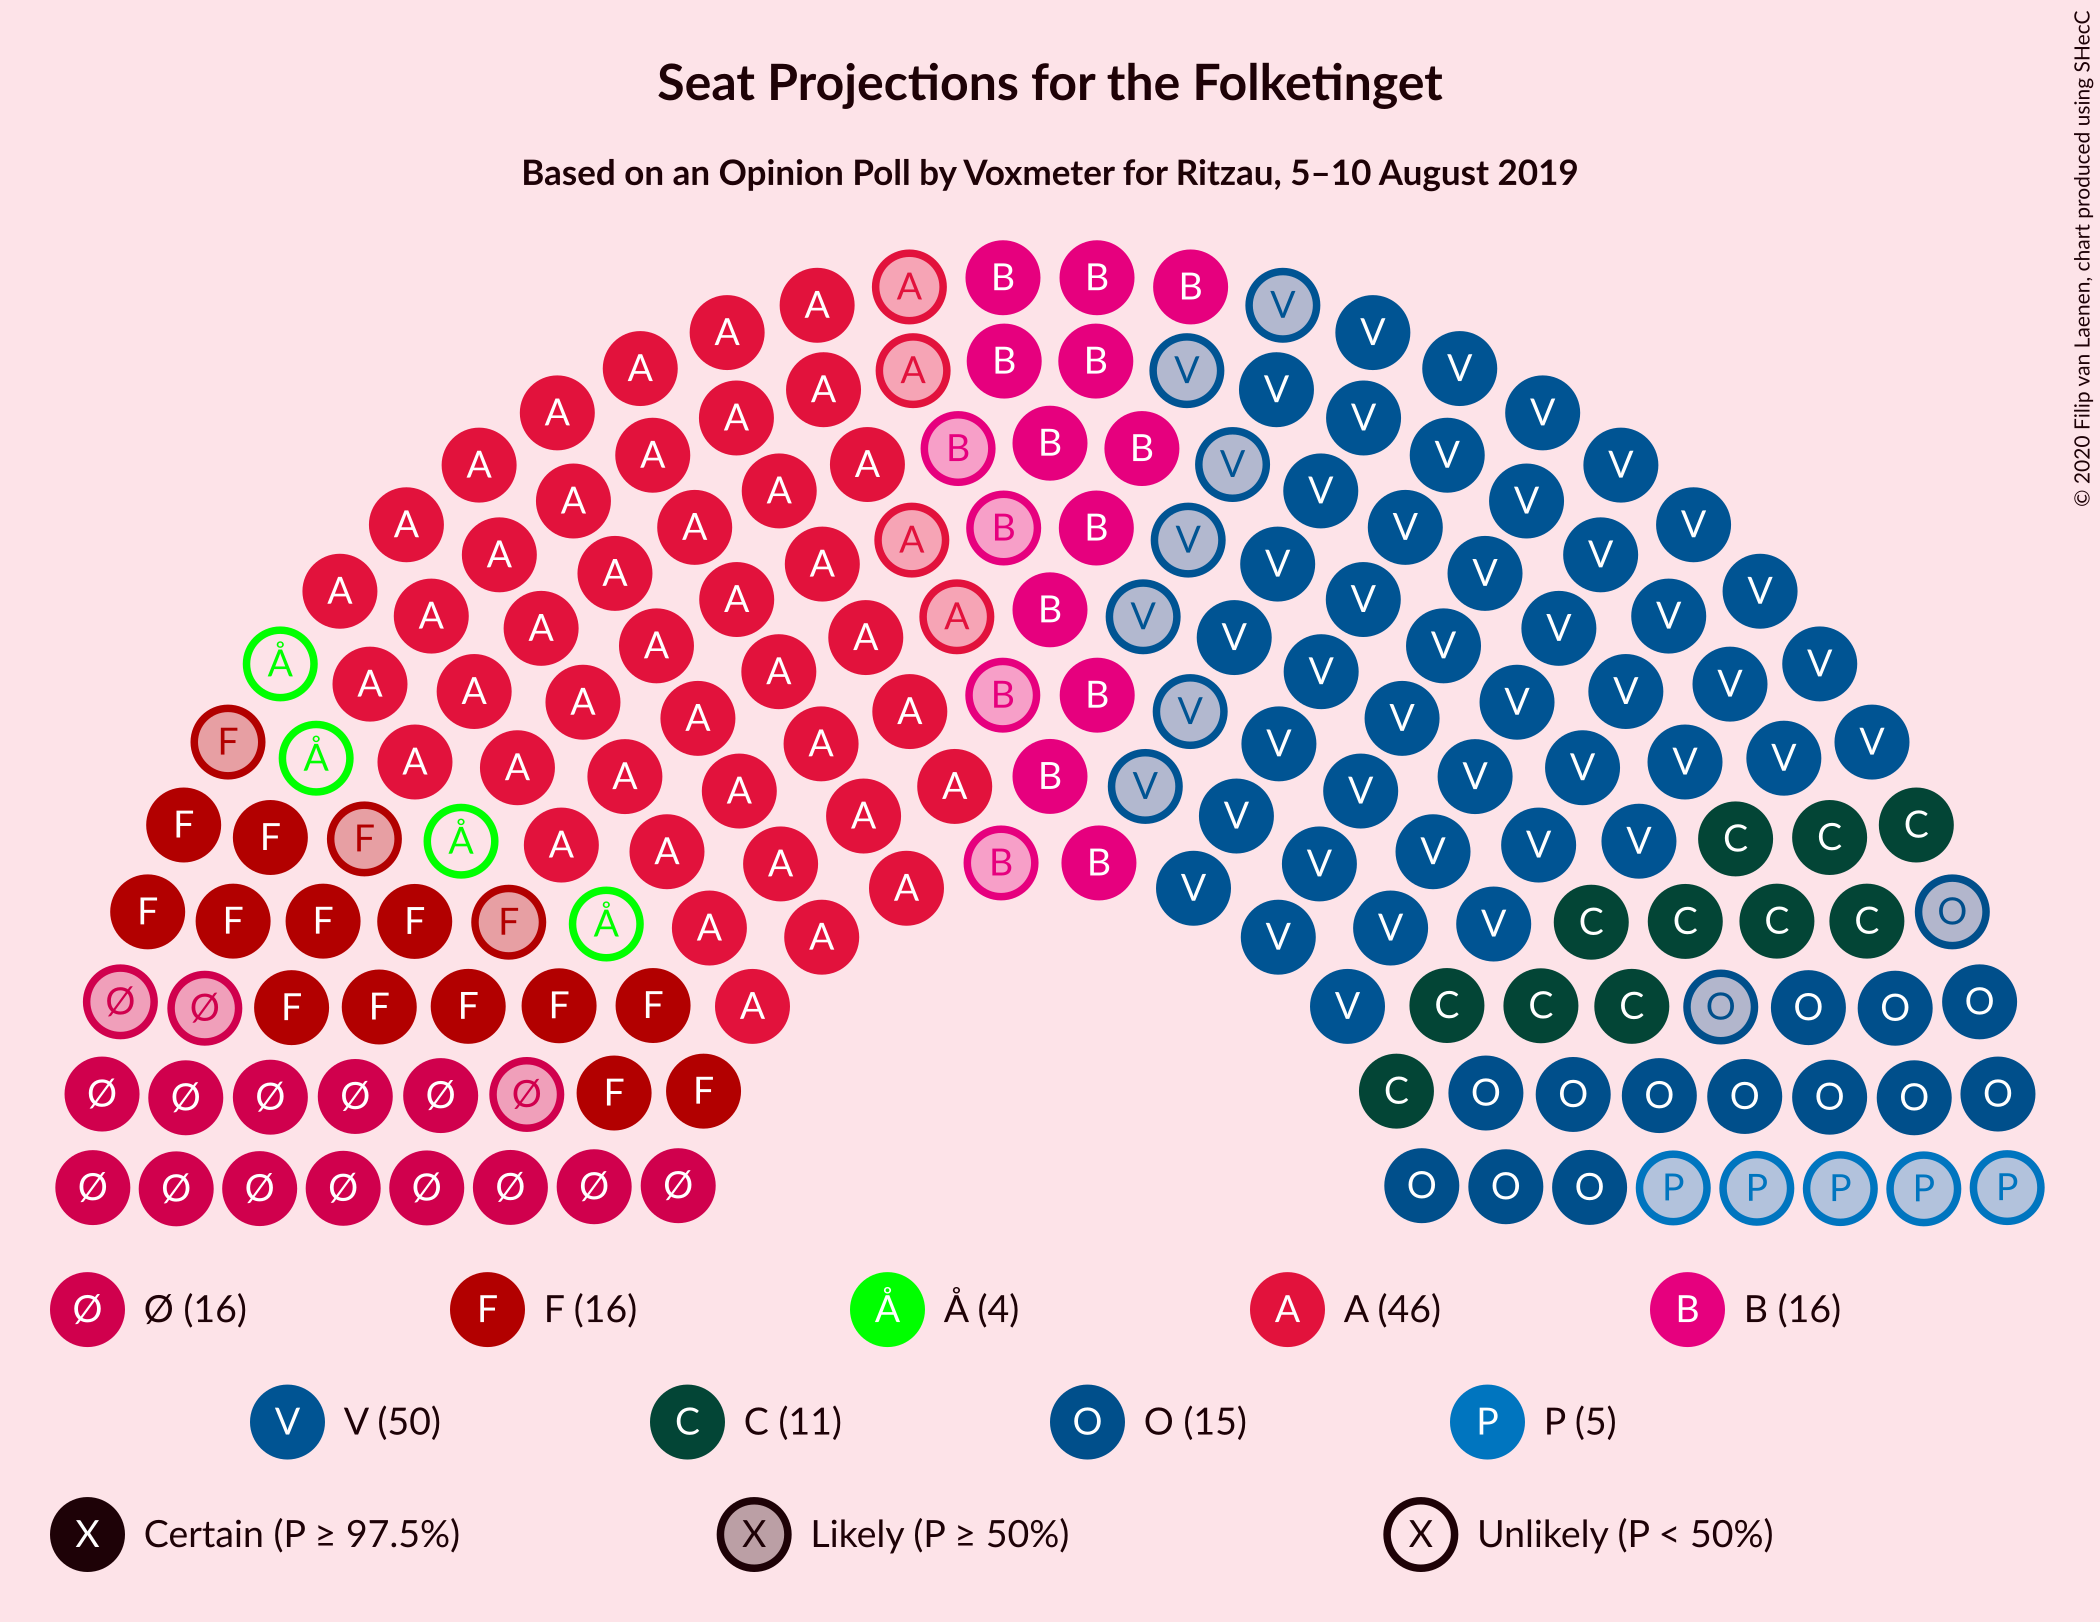 Seat Projections for the Folketinget
Based on an Opinion Poll by Voxmeter for Ritzau, 5–10 August 2019
© 2020 Filip van Laenen, chart produced using SHecC
A B B B
A V
A V
A A B B V V
A V
A A V V
A A A B B B V V V
A A V V
A A A B B V V V
A A A V V V
A A A A B V V V V
A A A V V V
Å A A A B B V V V V
A A A V V V
F Å A A A A B V V V V V V
A A A V V V
F F F Å A A A B B V V V V C C C
F F F F F Å A A A V V V V C C C C O
Ø Ø F F F F F A V C C C O O O O
Ø Ø Ø Ø Ø Ø F F C O O O O O O O
Ø Ø Ø Ø Ø Ø Ø Ø O O O P P P P P
Ø Ø (16) F F (16) Å Å (4) A A (46) B B (16)
V V (50) C C (11) O O (15) P P (5)
X Certain (P ≥ 97.5%) X Likely (P ≥ 50%) X Unlikely (P < 50%)